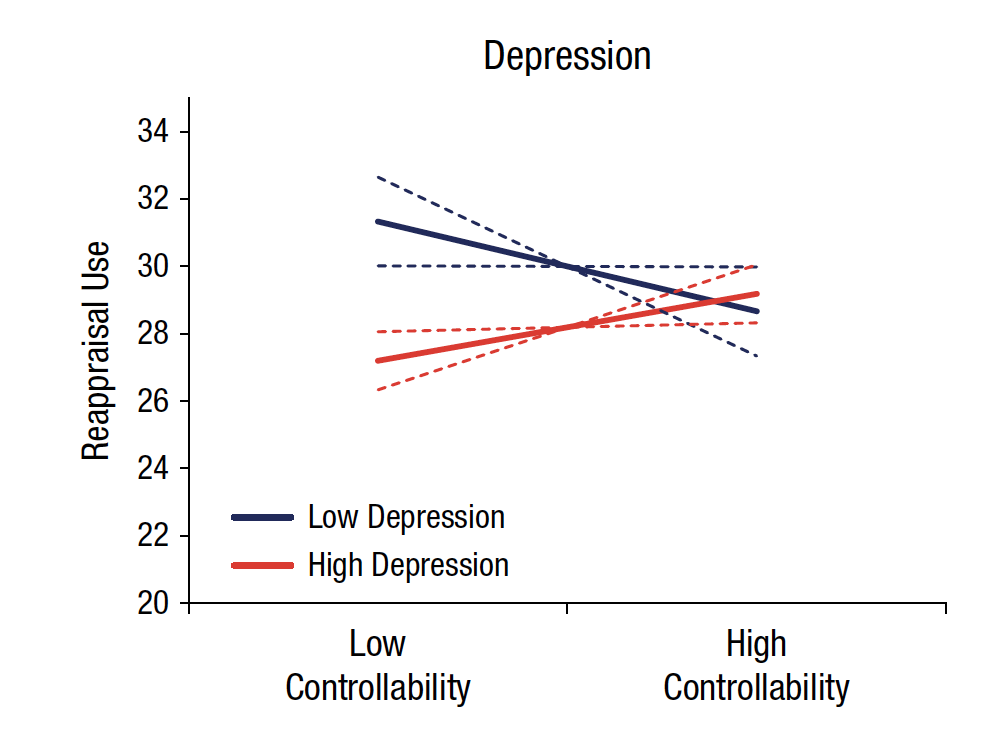 Depression
Reappraisal Use
34
32
30
28
26
24
22
20
Low Depression
High Depression
Low
Controllability
High
Controllability